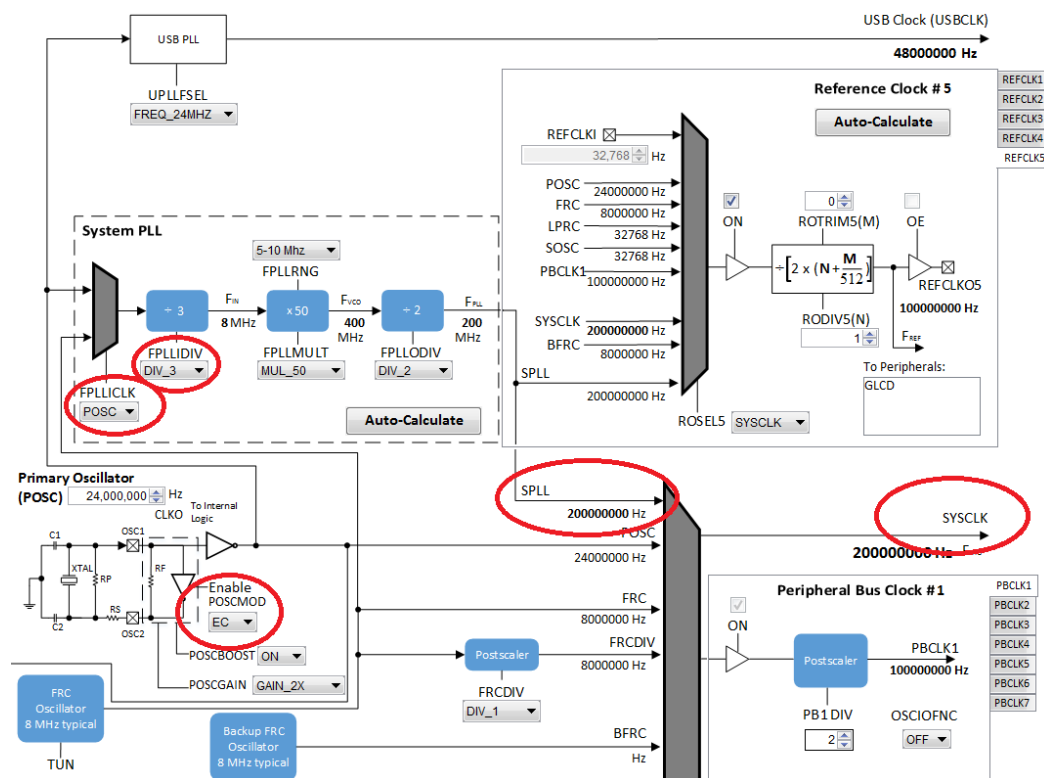 USB Clock (USBCLK)
48000000 Hz
USB PLL
UPLLFSEL
FREQ_24MHZ
Reference Clock # 5
Auto-Calculate
REFCLK1
REFCLK2
REFCLK3
REFCLK4
REFCLK5
REFCLKI
32,768 Hz
POSC
24000000 Hz
FRC
8000000 Hz
LPRC
32768 Hz
SOSC
32768 Hz
PBCLK1
100000000 Hz
SYSCLK
200000000 Hz
BFRC
8000000 Hz
SPLL
200000000 Hz
ROSEL5 SYSCLK
ON
0
ROTRIM5(M)
÷[2 x (N + M/512)]
RODIV5(N)
1
OE
REFCLKO5
100000000 Hz
FREF
To Peripherals:
GLCD
System PLL
5-10 Mhz
FPLLRNG
÷ 3
FIN
8 MHz
x 50
FVCO
400
MHz
÷ 2
FPLL
200
MHz
FPLLIDIV
DIV_3
FPLLMULT
MUL_50
FPLLODIV
DIV_2
FPLLICLK
POSC
Auto-Calculate
Primary Oscillator
(POSC) 24,000,000 Hz
CLKO
To Internal
Logic
C1
OSC1
XTAL
RP
RF
RS
C2
OSC2
Enable
POSCMOD
EC
POSCBOOST ON
POSCGAIN GAIN_2X
SPLL
200000000 Hz
POSC
24000000 Hz
FRC
8000000 Hz
Postscaler
FRCDIV
8000000 Hz
FRCDIV
DIV_1
BFRC
Hz
FRC
Oscillator
8 MHz typical
TUN
Backup FRC
Oscillator
8 MHz typical
SYSCLK
200000000 Hz
Peripheral Bus Clock #1
ON
Postscaler
PBCLK1
100000000 Hz
PB1DIV
2
OSCIOFNC
OFF
PBCLK1
PBCLK2
PBCLK3
PBCLK4
PBCLK5
PBCLK6
PBCLK7